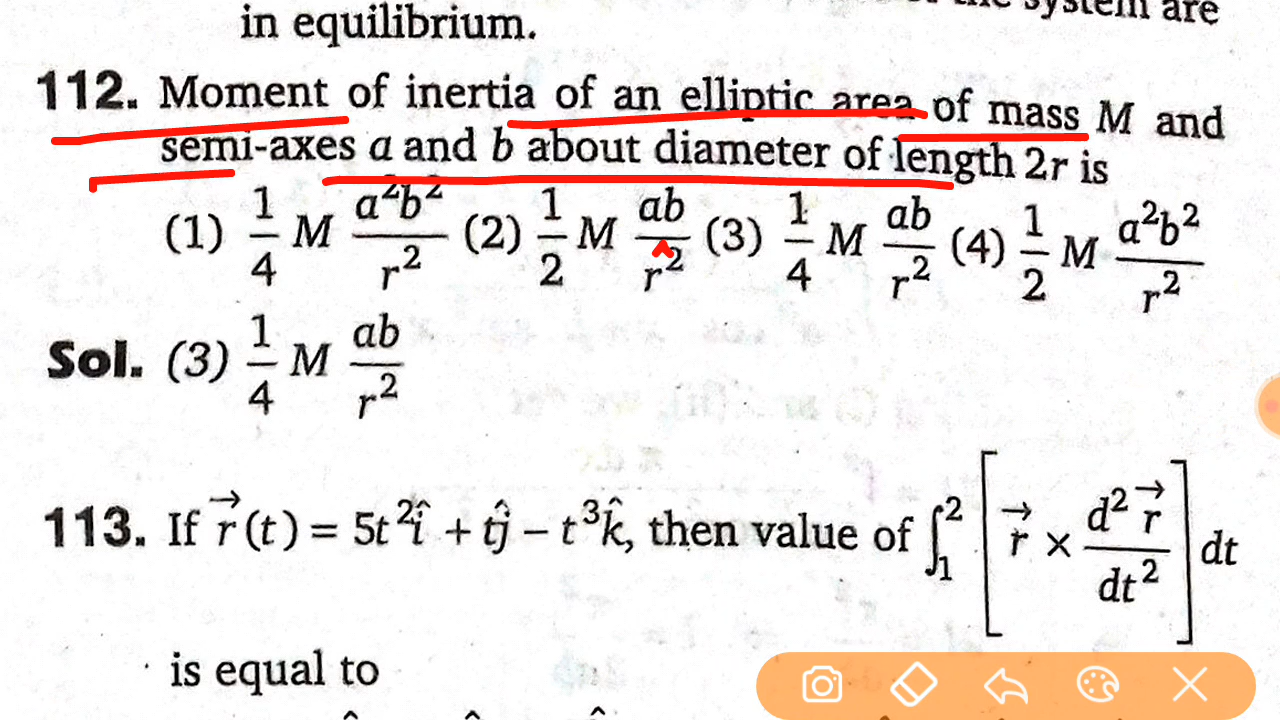 the system are
in equilibrium.
112. Moment of inertia of an elliptic area of mass M and
semi-axes a and b about diameter of length 2r is
(1) 1/4 M a²b²/r² (2) 1/2 M ab/r² (3) 1/4 M ab/r² (4) 1/2 M a²b²/r²
Sol. (3) 1/4 M ab/r²
113. If r⃗(t) = 5t²î + tĵ – t³k̂, then value of ∫₁² [r⃗ × d²r⃗/dt²] dt
is equal to